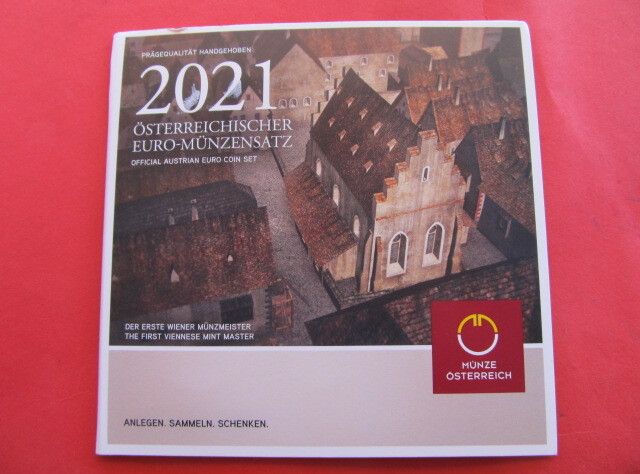 PRÄGEQUALITÄT HANDGEHOBEN
2021
ÖSTERREICHISCHER
EURO-MÜNZENSATZ
OFFICIAL AUSTRIAN EURO COIN SET
DER ERSTE WIENER MÜNZMEISTER
THE FIRST VIENNESE MINT MASTER
MÜNZE
ÖSTERREICH
ANLEGEN. SAMMELN. SCHENKEN.